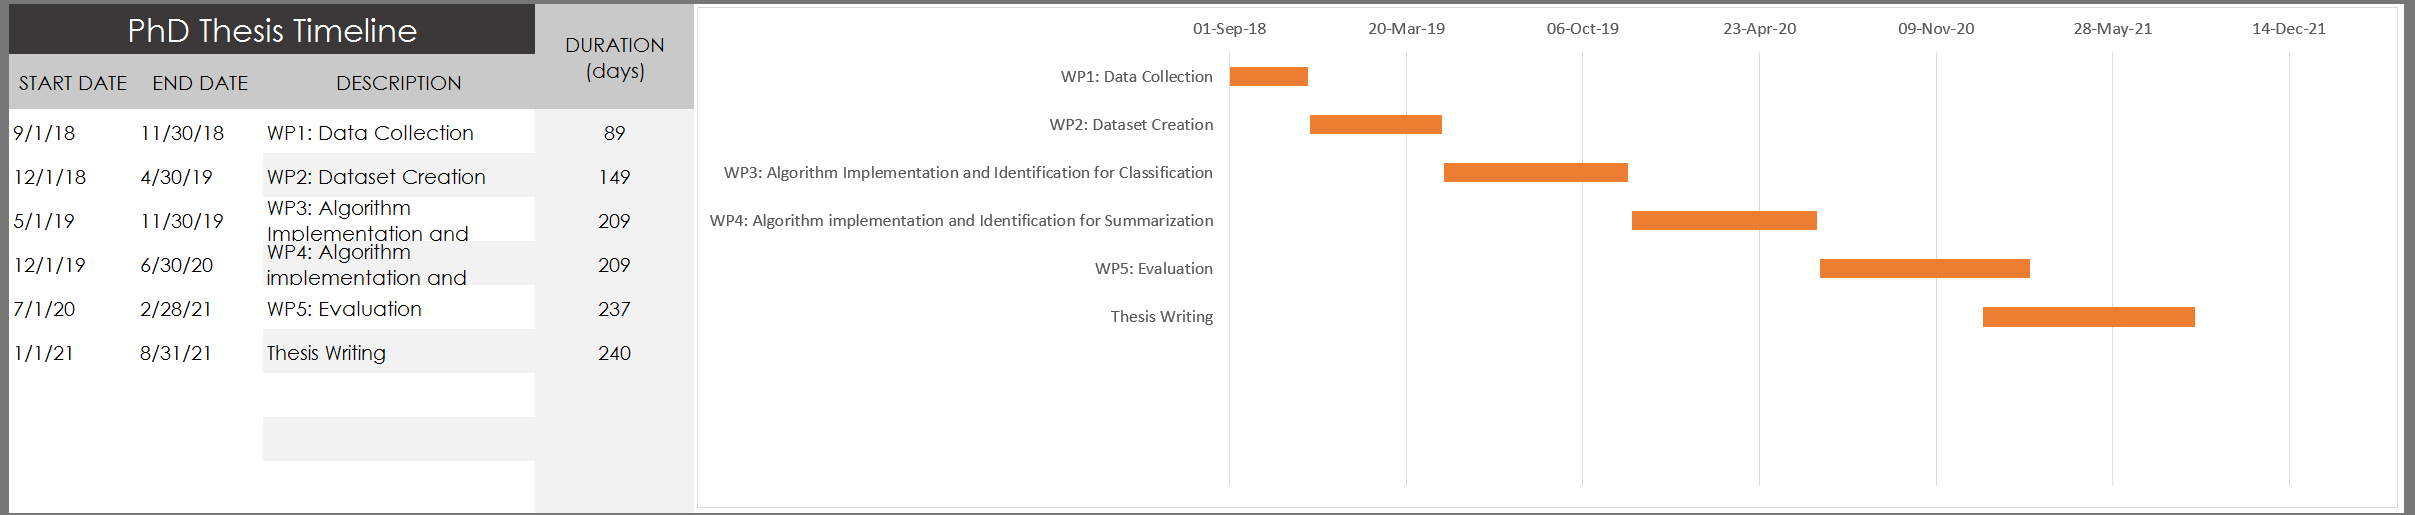 PhD Thesis Timeline
DURATION
(days)
START DATE END DATE DESCRIPTION
9/1/18 11/30/18 WP1: Data Collection 89
12/1/18 4/30/19 WP2: Dataset Creation 149
5/1/19 11/30/19 WP3: Algorithm
Implementation and 209
12/1/19 6/30/20 WP4: Algorithm
implementation and 209
7/1/20 2/28/21 WP5: Evaluation 237
1/1/21 8/31/21 Thesis Writing 240
01-Sep-18 20-Mar-19 06-Oct-19 23-Apr-20 09-Nov-20 28-May-21 14-Dec-21
WP1: Data Collection
WP2: Dataset Creation
WP3: Algorithm Implementation and Identification for Classification
WP4: Algorithm implementation and Identification for Summarization
WP5: Evaluation
Thesis Writing